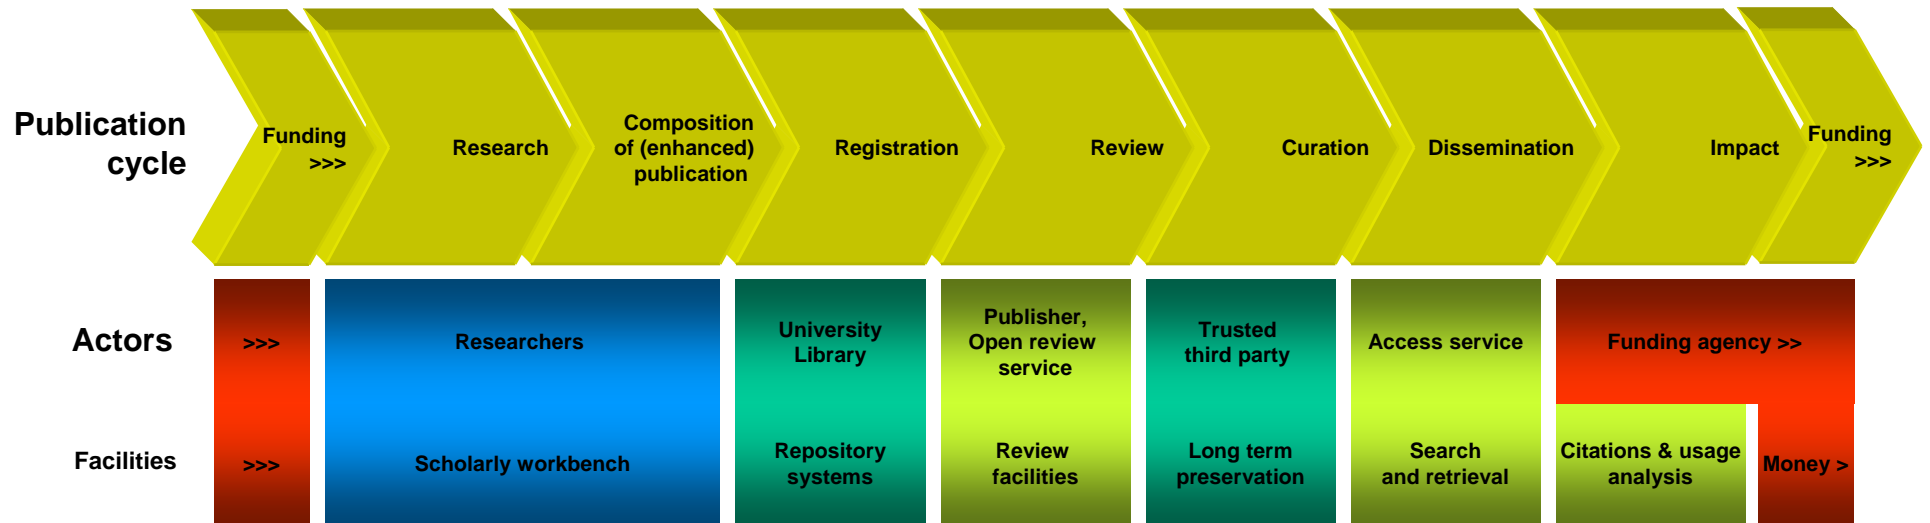 Publication
cycle
Funding
>>>
Research
Composition
of (enhanced)
publication
Registration
Review
Curation
Dissemination
Impact
Funding
>>>
Actors
>>>
Researchers
University
Library
Publisher,
Open review
service
Trusted
third party
Access service
Funding agency >>
Facilities
>>>
Scholarly workbench
Repository
systems
Review
facilities
Long term
preservation
Search
and retrieval
Citations & usage
analysis
Money >